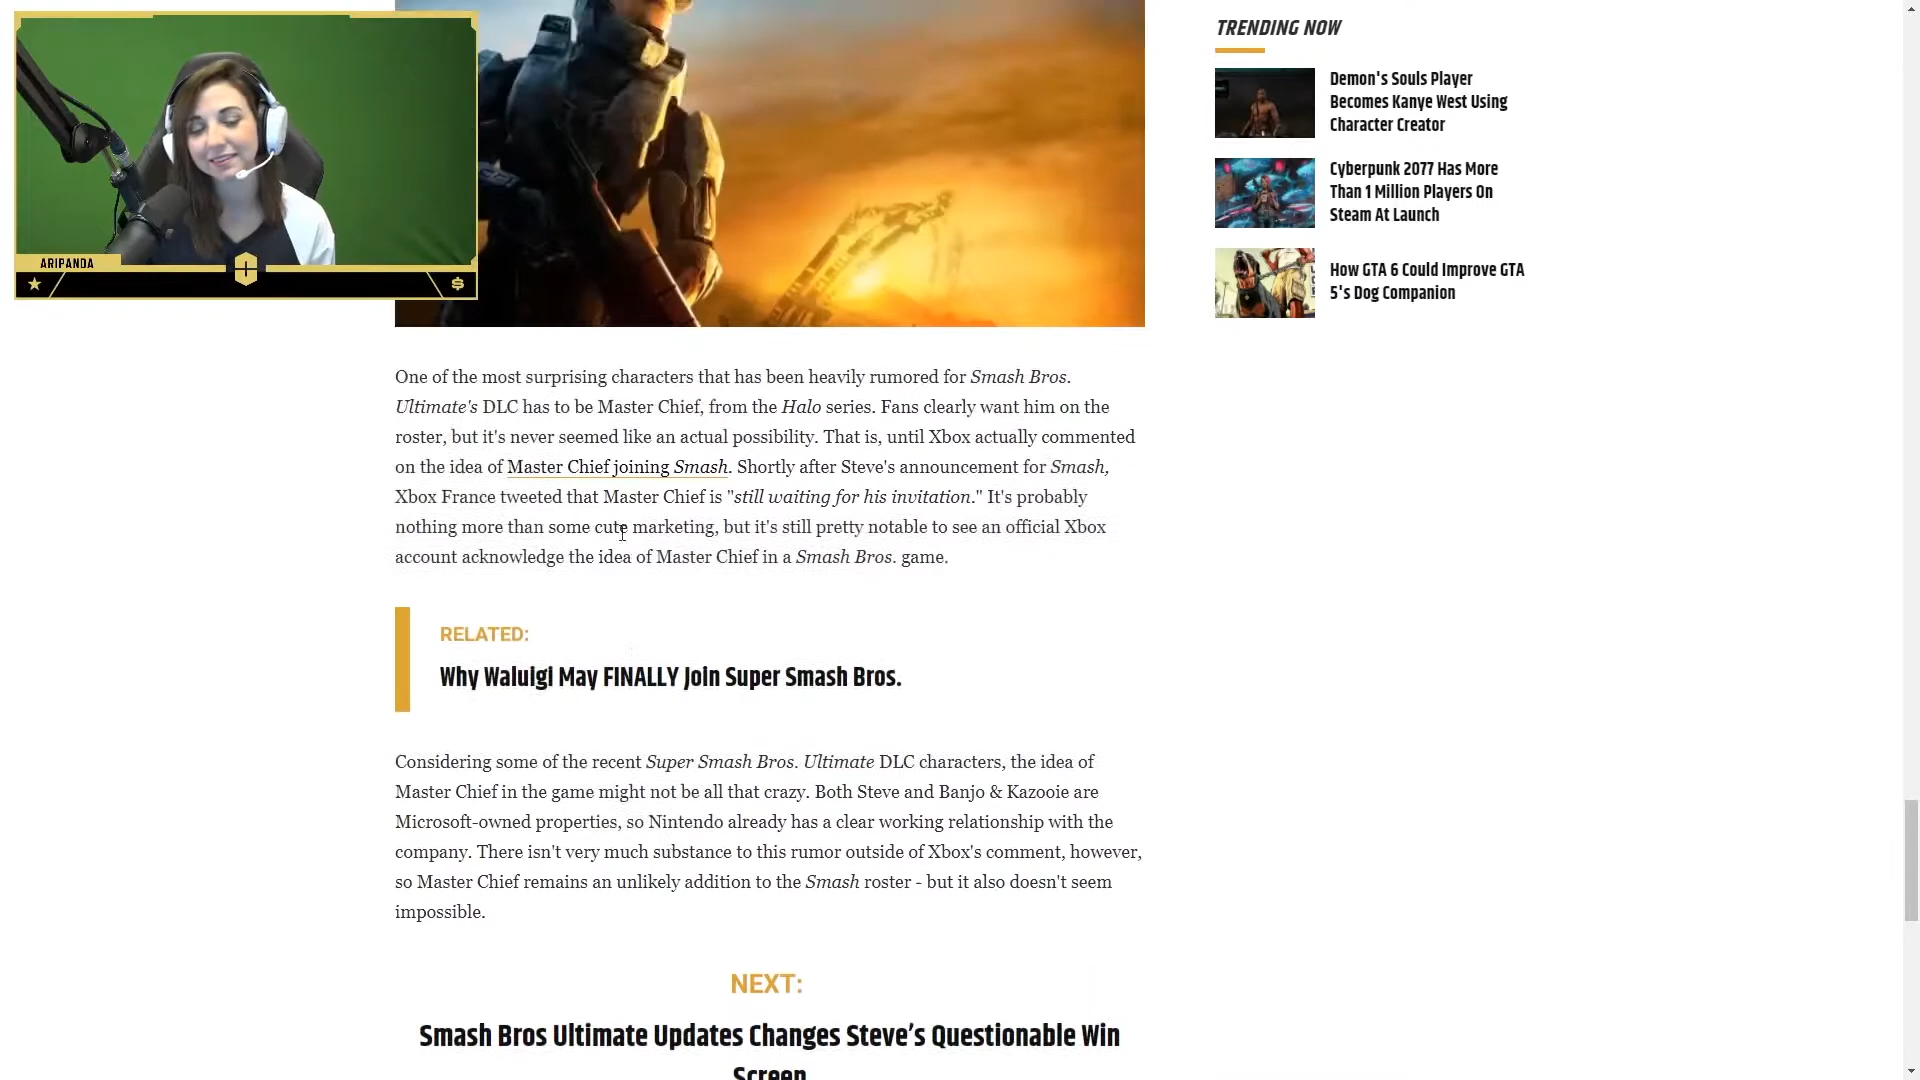 ARIPANDA
One of the most surprising characters that has been heavily rumored for Smash Bros.
Ultimate's DLC has to be Master Chief, from the Halo series. Fans clearly want him on the
roster, but it's never seemed like an actual possibility. That is, until Xbox actually commented
on the idea of Master Chief joining Smash. Shortly after Steve's announcement for Smash,
Xbox France tweeted that Master Chief is "still waiting for his invitation." It's probably
nothing more than some cute marketing, but it's still pretty notable to see an official Xbox
account acknowledge the idea of Master Chief in a Smash Bros. game.
RELATED:
Why Waluigi May FINALLY Join Super Smash Bros.
Considering some of the recent Super Smash Bros. Ultimate DLC characters, the idea of
Master Chief in the game might not be all that crazy. Both Steve and Banjo & Kazooie are
Microsoft-owned properties, so Nintendo already has a clear working relationship with the
company. There isn't very much substance to this rumor outside of Xbox's comment, however,
so Master Chief remains an unlikely addition to the Smash roster - but it also doesn't seem
impossible.
NEXT:
Smash Bros Ultimate Updates Changes Steve's Questionable Win
Screen
TRENDING NOW
Demon's Souls Player
Becomes Kanye West Using
Character Creator
Cyberpunk 2077 Has More
Than 1 Million Players On
Steam At Launch
How GTA 6 Could Improve GTA
5's Dog Companion